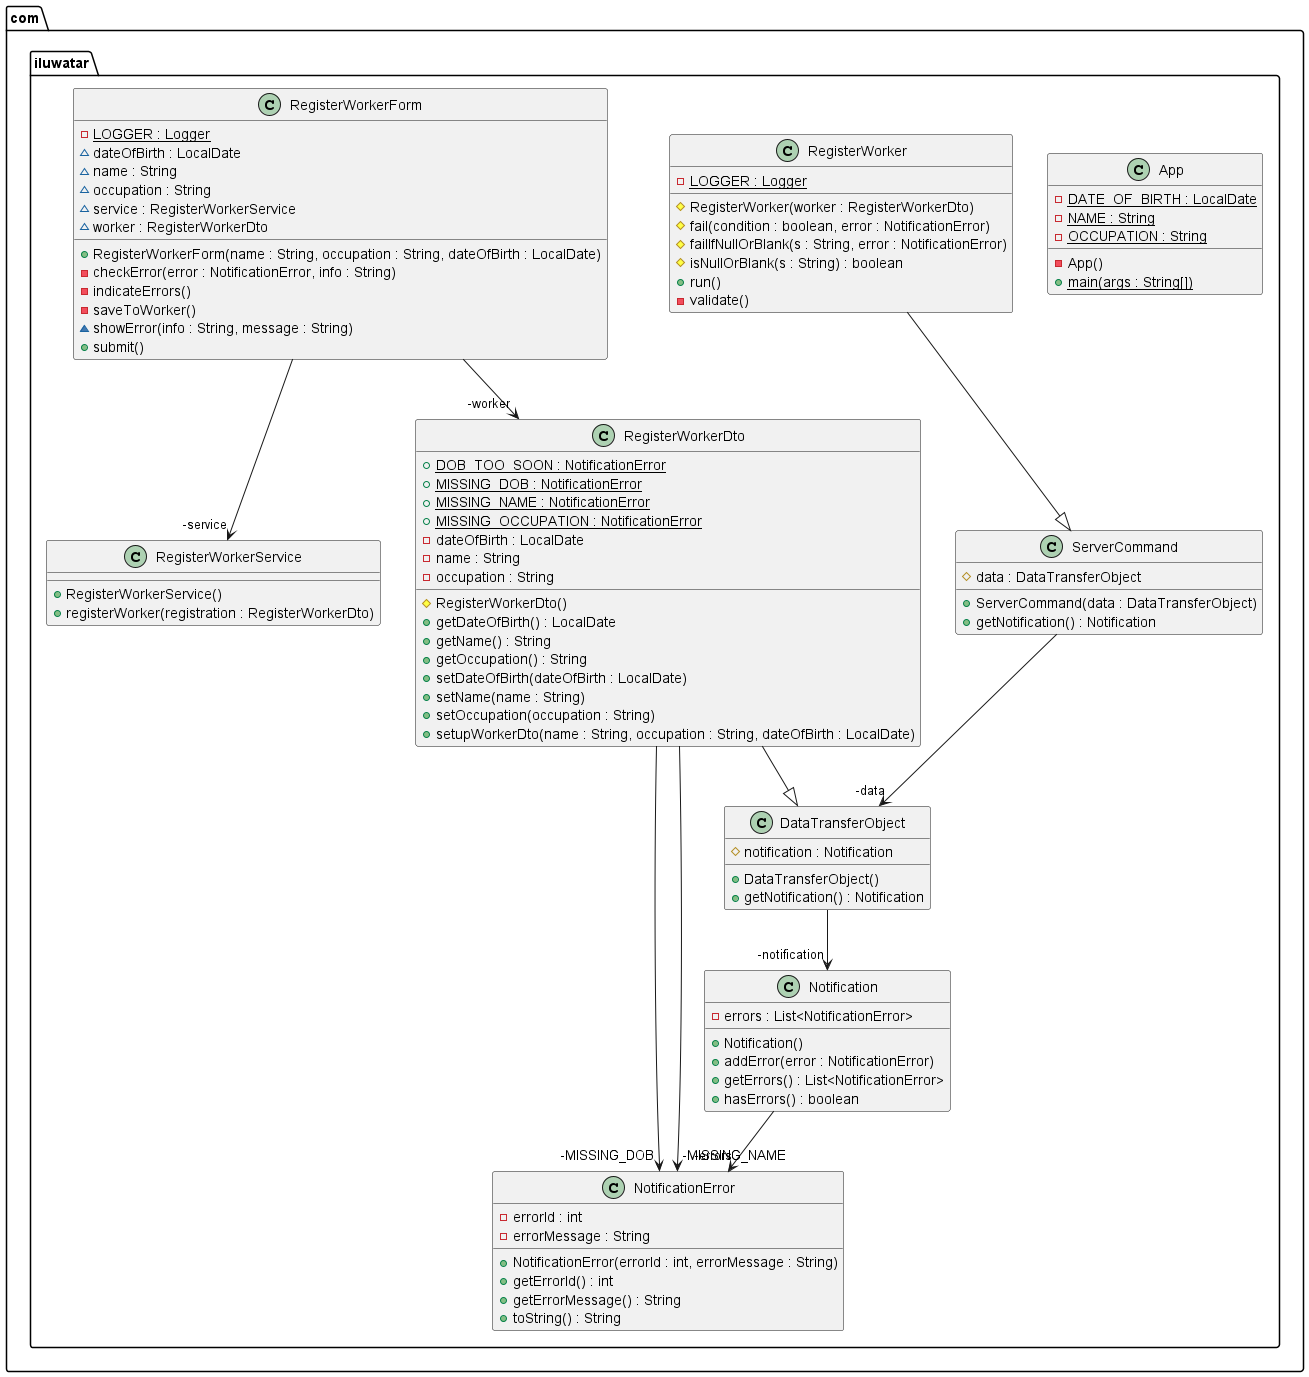 com
iluwatar
C RegisterWorkerForm
LOGGER : Logger
dateOfBirth : LocalDate
name : String
occupation : String
service : RegisterWorkerService
worker : RegisterWorkerDto
RegisterWorkerForm(name : String, occupation : String, dateOfBirth : LocalDate)
checkError(error : NotificationError, info : String)
indicateErrors()
saveToWorker()
showError(info : String, message : String)
submit()
C RegisterWorker
LOGGER : Logger
RegisterWorker(worker : RegisterWorkerDto)
fail(condition : boolean, error : NotificationError)
failIfNullOrBlank(s : String, error : NotificationError)
isNullOrBlank(s : String) : boolean
run()
validate()
C App
DATE_OF_BIRTH : LocalDate
NAME : String
OCCUPATION : String
App()
main(args : String[])
-worker
C RegisterWorkerDto
DOB_TOO_SOON : NotificationError
MISSING_DOB : NotificationError
MISSING_NAME : NotificationError
MISSING_OCCUPATION : NotificationError
dateOfBirth : LocalDate
name : String
occupation : String
RegisterWorkerDto()
getDateOfBirth() : LocalDate
getName() : String
getOccupation() : String
setDateOfBirth(dateOfBirth : LocalDate)
setName(name : String)
setOccupation(occupation : String)
setupWorkerDto(name : String, occupation : String, dateOfBirth : LocalDate)
-service
C RegisterWorkerService
RegisterWorkerService()
registerWorker(registration : RegisterWorkerDto)
C ServerCommand
data : DataTransferObject
ServerCommand(data : DataTransferObject)
getNotification() : Notification
-data
C DataTransferObject
notification : Notification
DataTransferObject()
getNotification() : Notification
-notification
C Notification
errors : List<NotificationError>
Notification()
addError(error : NotificationError)
getErrors() : List<NotificationError>
hasErrors() : boolean
-MISSING_DOB
-MISSING_NAME
-errors
C NotificationError
errorId : int
errorMessage : String
NotificationError(errorId : int, errorMessage : String)
getErrorId() : int
getErrorMessage() : String
toString() : String